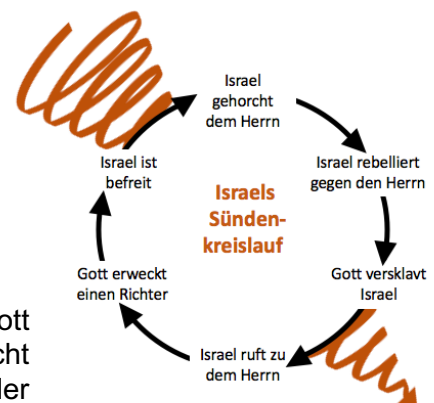 Israel
gehorcht
dem Herrn
Israel rebelliert
gegen den Herrn
Gott versklavt
Israel
Israel ruft zu
dem Herrn
Gott erweckt
einen Richter
Israel ist
befreit
Israels
Sünden-
kreislauf
ott
cht